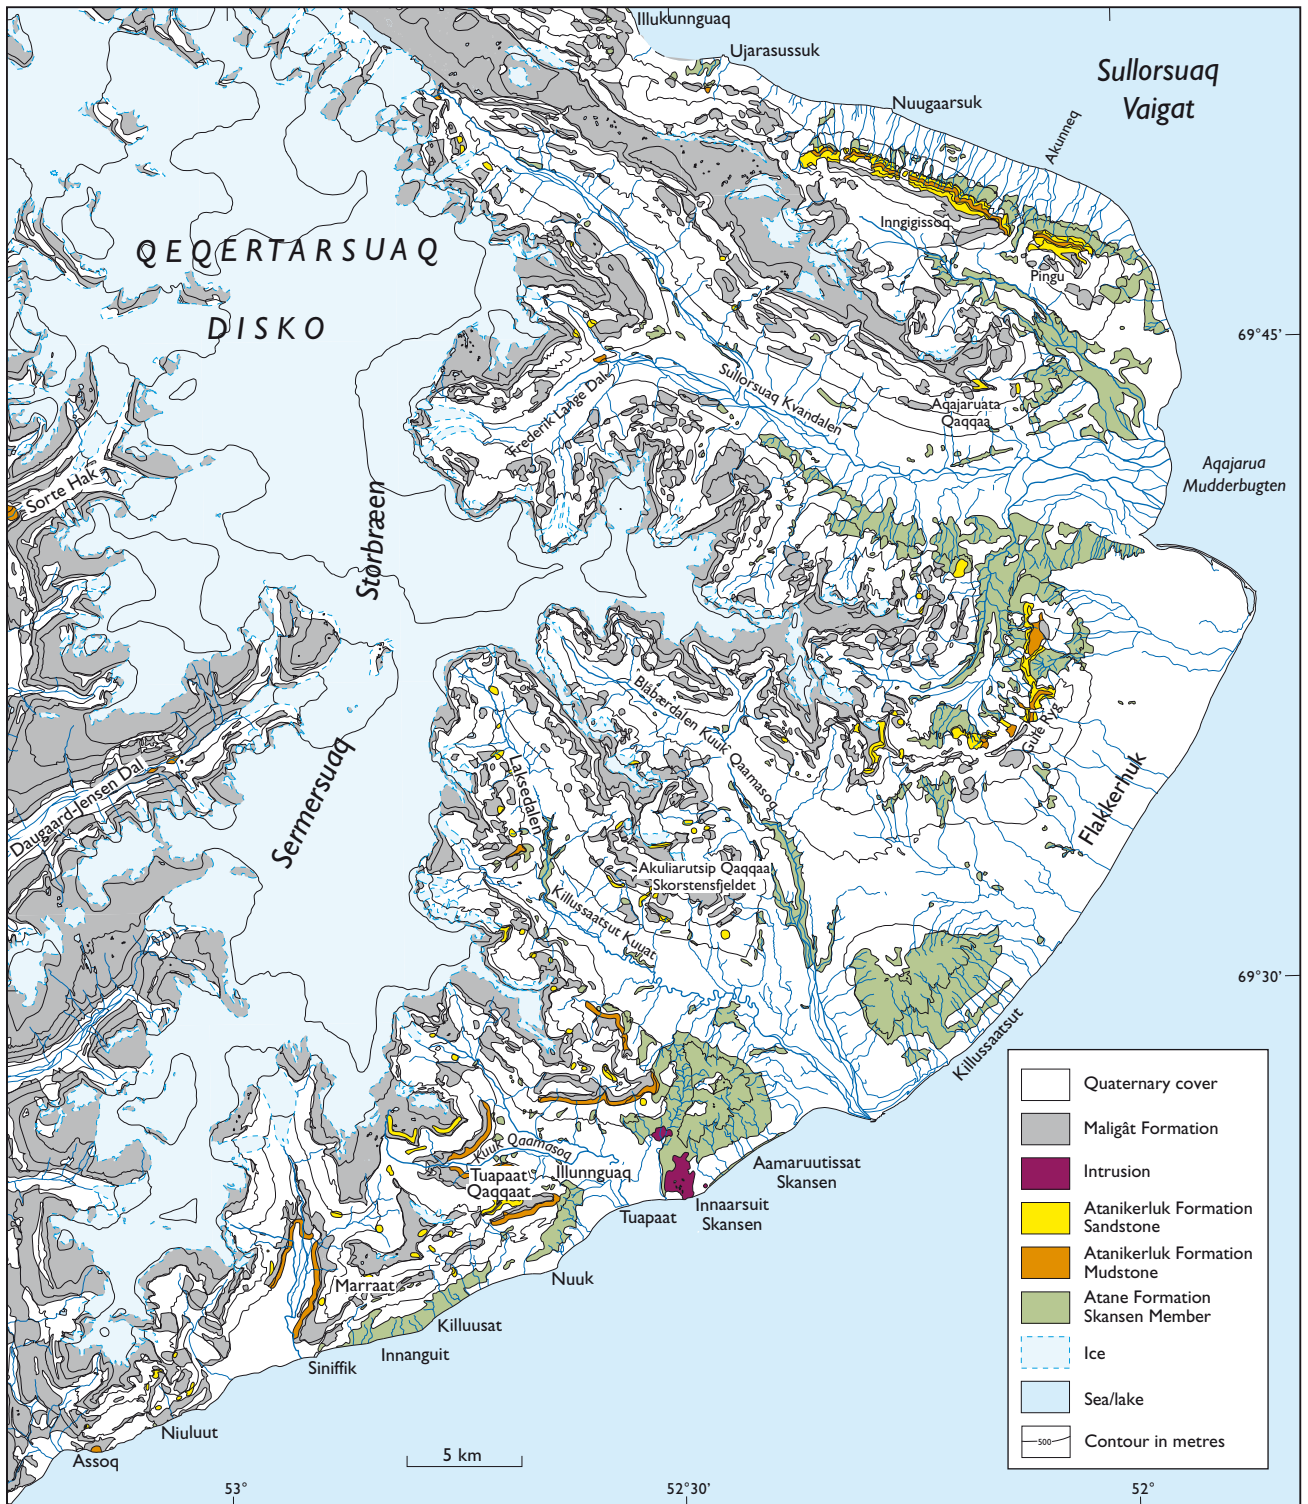 Illukunnguaq
Ujarasussuk
Sullorsuaq
Vaigat
Nuugaarsuk
Akunneq
Inngigissoq
Pingu
QEQERTARSUAQ
DISKO
69°45'
Sullorsuaq Kvandalen
Frederik Lange Dal
Aqajaruata
Qaqqaa
Aqajarua
Mudderbugten
Sorte Hak
Storbræen
Blåbærdalen Kuuk Qaamasoq
Gule Ryg
Flakkerhuk
Laksedalen
Sermersuaq
Daugaard-Jensen Dal
Akuliarutsip Qaqqaa
Skorstensfjeldet
Killussaatsut Kuuat
69°30'
Killussaatsut
Kuuk Qaamasoq
Tuapaat
Qaqqaat
Illunnguaq
Aamaruutissat
Skansen
Innaarsuit
Skansen
Tuapaat
Nuuk
Marraat
Killuusat
Innanguit
Siniffik
Niuluut
Assoq
5 km
53°
52°30'
52°
Quaternary cover
Maligât Formation
Intrusion
Atanikerluk Formation
Sandstone
Atanikerluk Formation
Mudstone
Atane Formation
Skansen Member
Ice
Sea/lake
500
Contour in metres